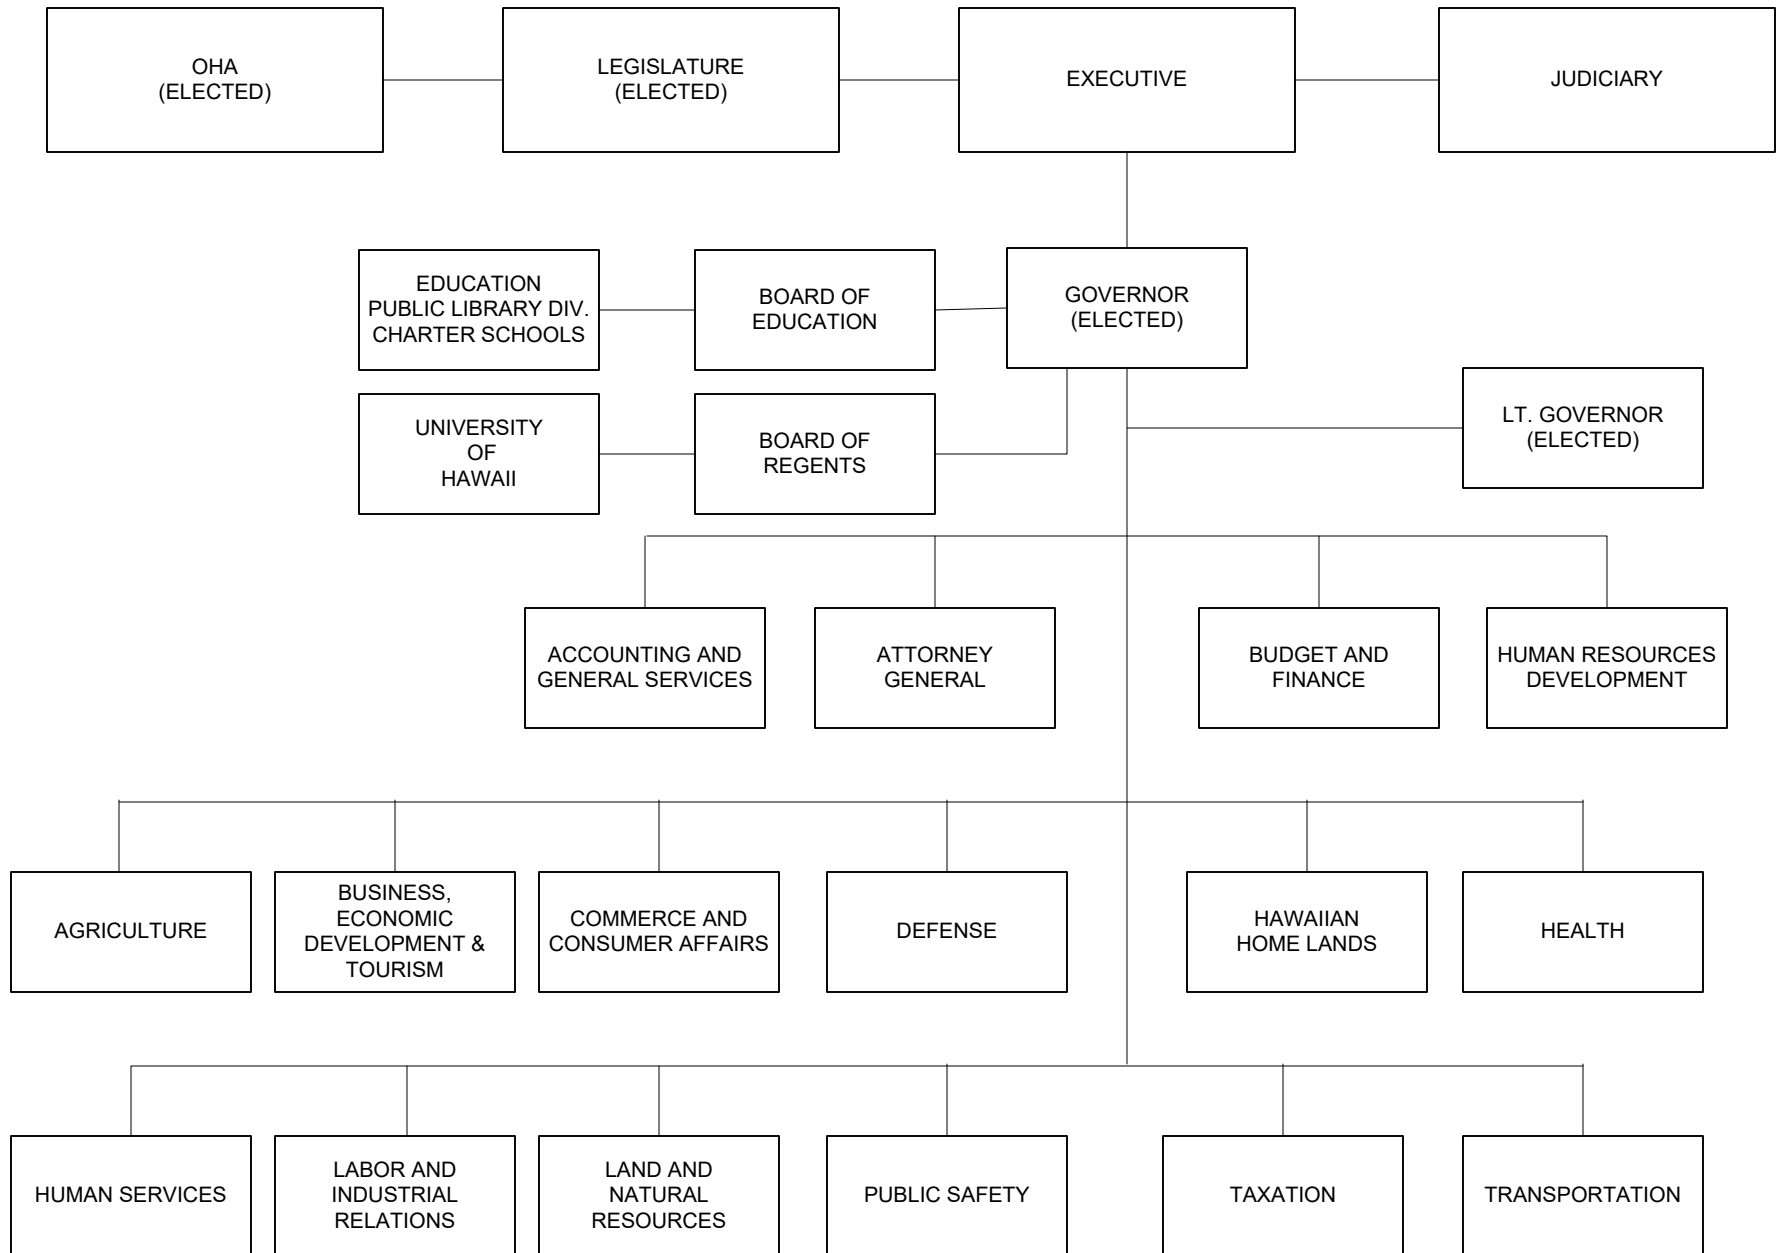 OHA
(ELECTED)
LEGISLATURE
(ELECTED)
EXECUTIVE
JUDICIARY
EDUCATION
PUBLIC LIBRARY DIV.
CHARTER SCHOOLS
BOARD OF
EDUCATION
GOVERNOR
(ELECTED)
UNIVERSITY
OF
HAWAII
BOARD OF
REGENTS
LT. GOVERNOR
(ELECTED)
ACCOUNTING AND
GENERAL SERVICES
ATTORNEY
GENERAL
BUDGET AND
FINANCE
HUMAN RESOURCES
DEVELOPMENT
AGRICULTURE
BUSINESS,
ECONOMIC
DEVELOPMENT &
TOURISM
COMMERCE AND
CONSUMER AFFAIRS
DEFENSE
HAWAIIAN
HOME LANDS
HEALTH
HUMAN SERVICES
LABOR AND
INDUSTRIAL
RELATIONS
LAND AND
NATURAL
RESOURCES
PUBLIC SAFETY
TAXATION
TRANSPORTATION